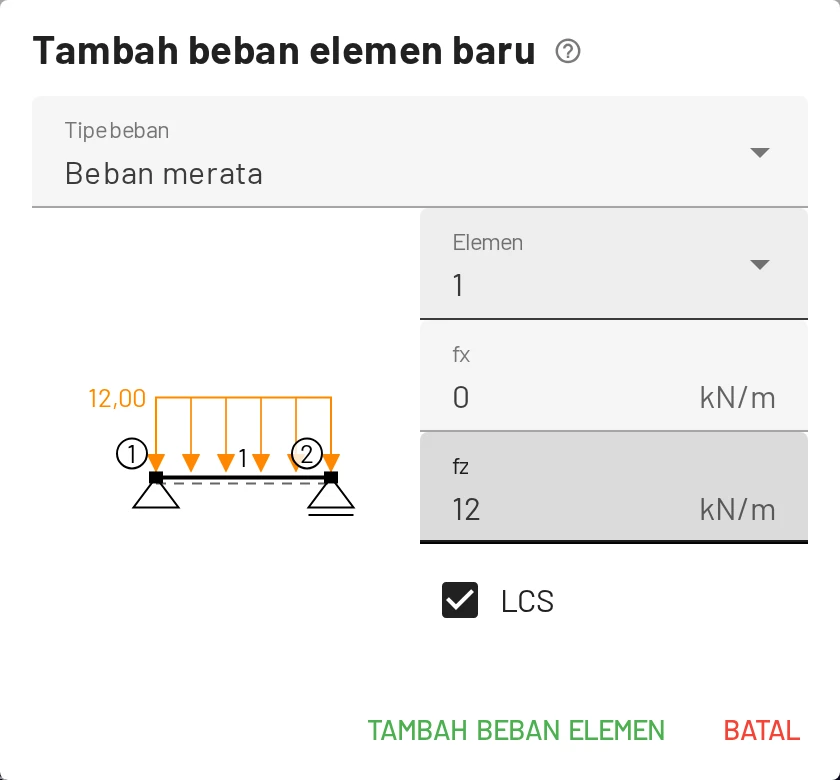 Tambah beban elemen baru ?
Tipe beban
Beban merata
Elemen
1
fx
0 kN/m
fz
12 kN/m
LCS
12,00
1 1 2
TAMBAH BEBAN ELEMEN BATAL